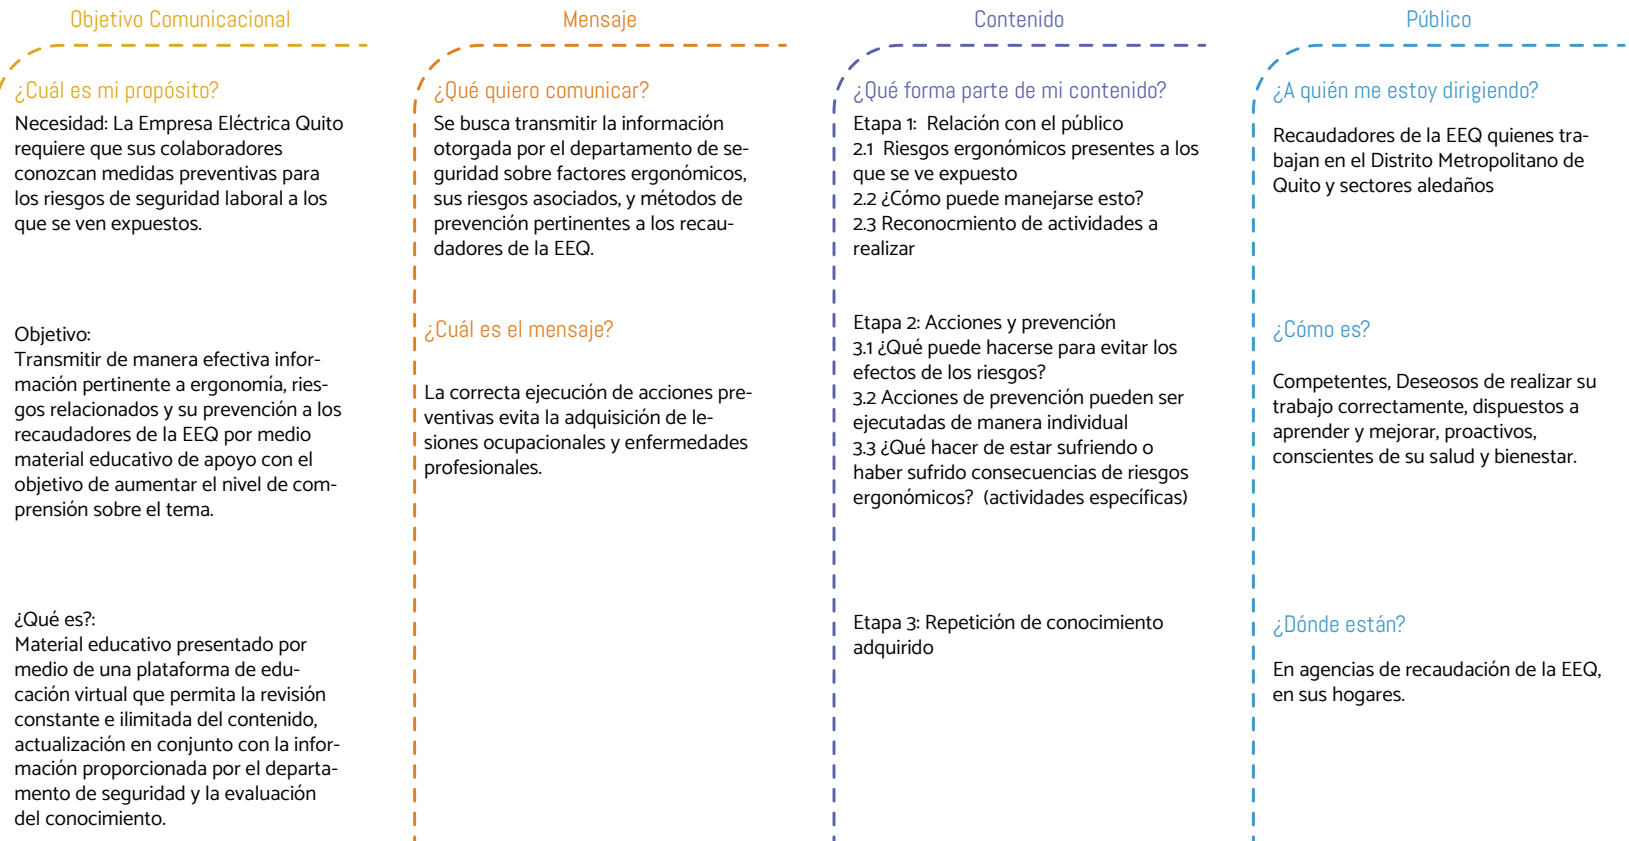 Objetivo Comunicacional
¿Cuál es mi propósito?
Necesidad: La Empresa Eléctrica Quito
requiere que sus colaboradores
conozcan medidas preventivas para
los riesgos de seguridad laboral a los
que se ven expuestos.
Objetivo:
Transmitir de manera efectiva infor-
mación pertinente a ergonomía, ries-
gos relacionados y su prevención a los
recaudadores de la EEQ por medio
material educativo de apoyo con el
objetivo de aumentar el nivel de com-
prensión sobre el tema.
¿Qué es?:
Material educativo presentado por
medio de una plataforma de edu-
cación virtual que permita la revisión
constante e ilimitada del contenido,
actualización en conjunto con la infor-
mación proporcionada por el departa-
mento de seguridad y la evaluación
del conocimiento.
Mensaje
¿Qué quiero comunicar?
Se busca transmitir la información
otorgada por el departamento de se-
guridad sobre factores ergonómicos,
sus riesgos asociados, y métodos de
prevención pertinentes a los recau-
dadores de la EEQ.
¿Cuál es el mensaje?
La correcta ejecución de acciones pre-
ventivas evita la adquisición de le-
siones ocupacionales y enfermedades
profesionales.
Contenido
¿Qué forma parte de mi contenido?
Etapa 1: Relación con el público
2.1 Riesgos ergonómicos presentes a los
que se ve expuesto
2.2 ¿Cómo puede manejarse esto?
2.3 Reconocmiento de actividades a
realizar
Etapa 2: Acciones y prevención
3.1 ¿Qué puede hacerse para evitar los
efectos de los riesgos?
3.2 Acciones de prevención pueden ser
ejecutadas de manera individual
3.3 ¿Qué hacer de estar sufriendo o
haber sufrido consecuencias de riesgos
ergonómicos? (actividades específicas)
Etapa 3: Repetición de conocimiento
adquirido
Público
¿A quién me estoy dirigiendo?
Recaudadores de la EEQ quienes tra-
bajan en el Distrito Metropolitano de
Quito y sectores aledaños
¿Cómo es?
Competentes, Deseosos de realizar su
trabajo correctamente, dispuestos a
aprender y mejorar, proactivos,
conscientes de su salud y bienestar.
¿Dónde están?
En agencias de recaudación de la EEQ,
en sus hogares.